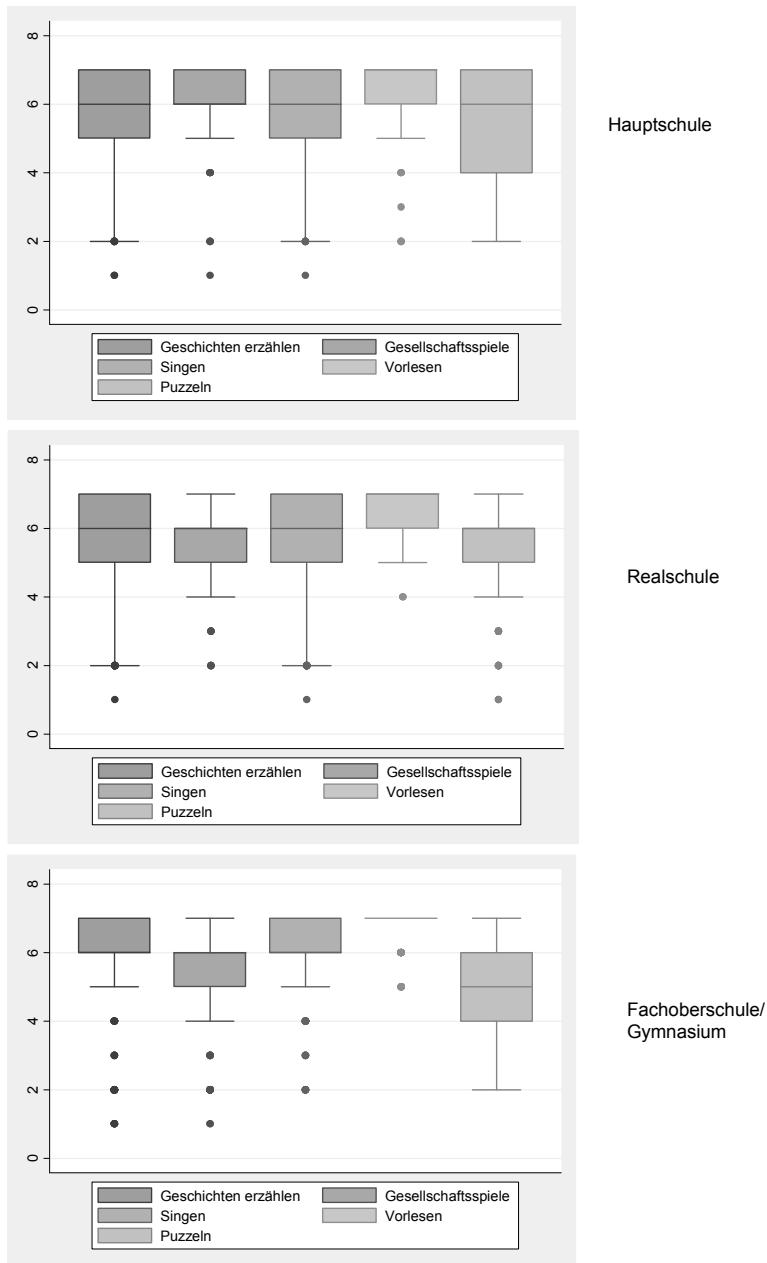 8
6
4
2
0
Hauptschule
Geschichten erzählen Gesellschaftsspiele
Singen Vorlesen
Puzzeln
8
6
4
2
0
Realschule
Geschichten erzählen Gesellschaftsspiele
Singen Vorlesen
Puzzeln
8
6
4
2
0
Fachoberschule/
Gymnasium
Geschichten erzählen Gesellschaftsspiele
Singen Vorlesen
Puzzeln